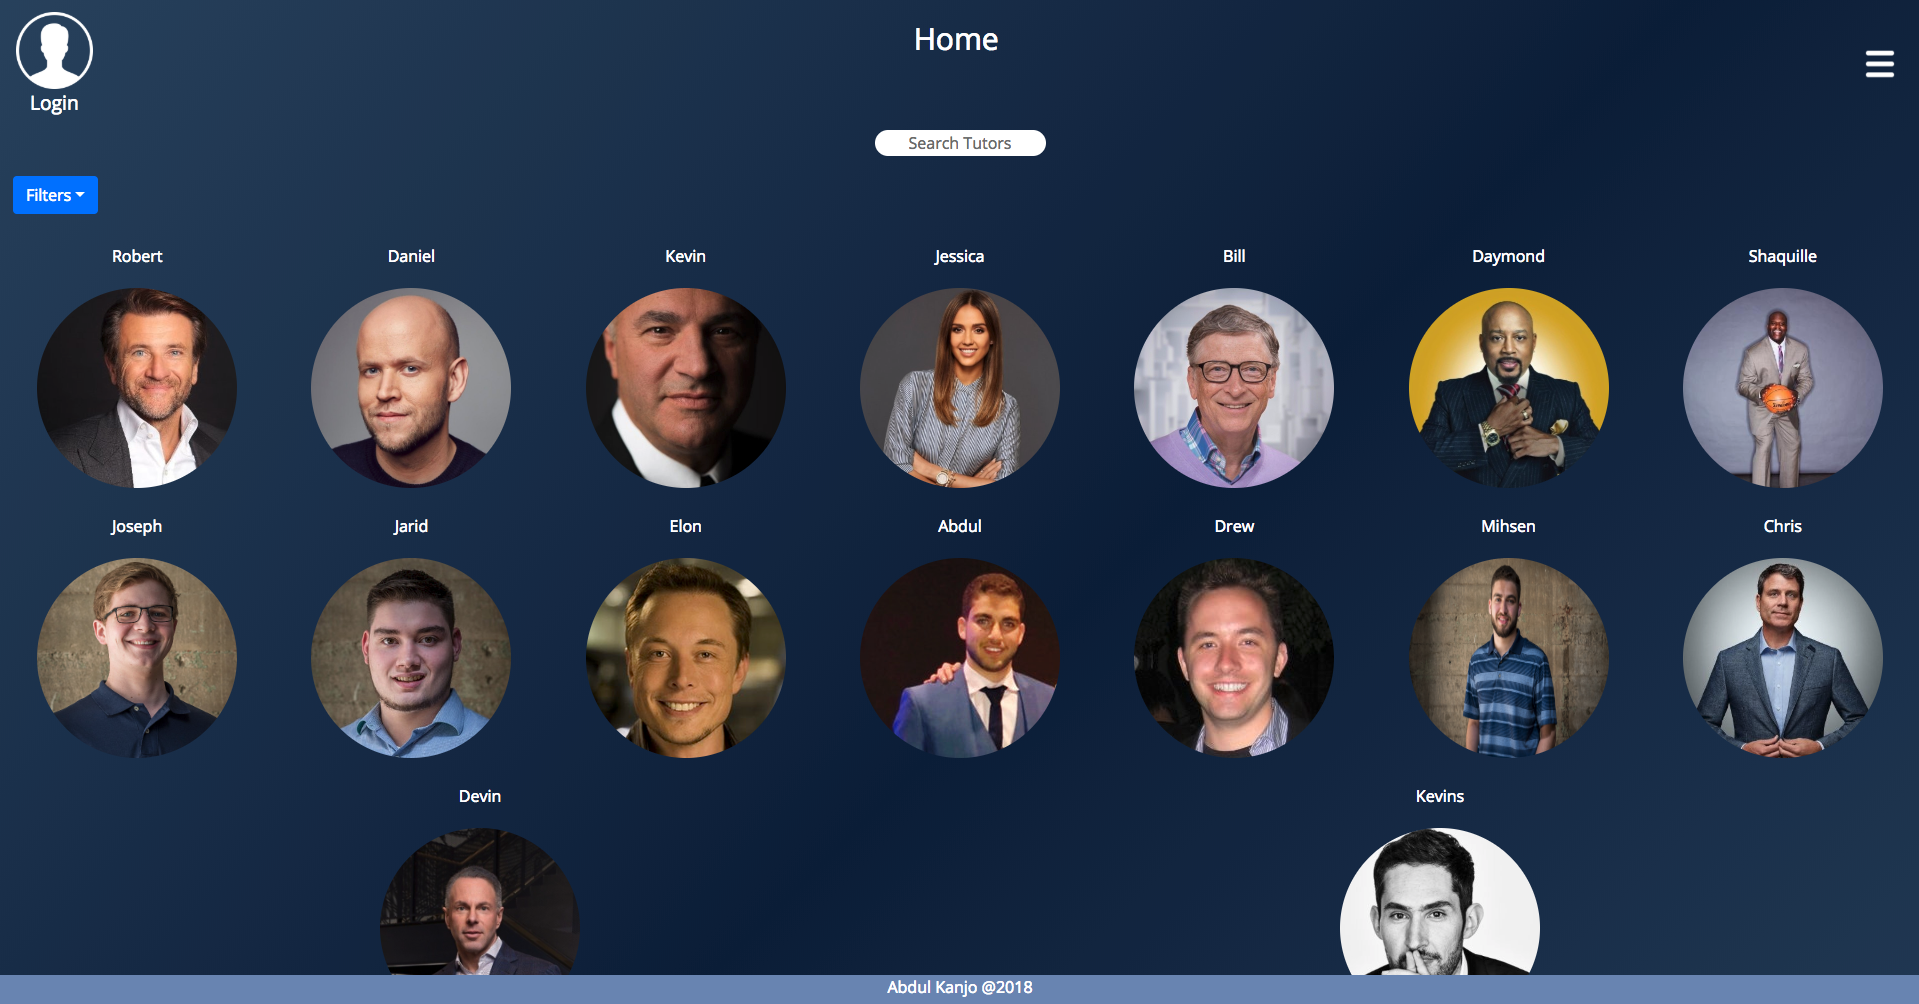 Home
Login
Search Tutors
Filters
Robert Daniel Kevin Jessica Bill Daymond Shaquille
Joseph Jarid Elon Abdul Drew Mihsen Chris
Devin Kevins
Abdul Kanjo @2018